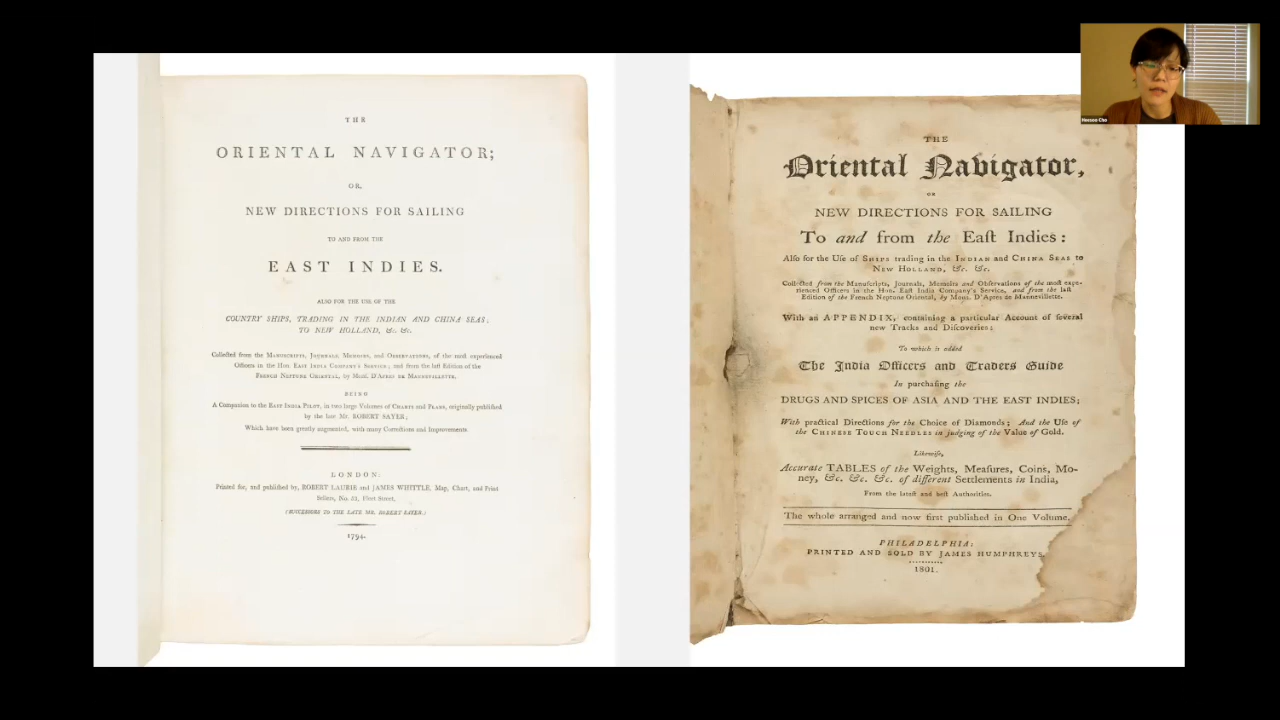 THE
ORIENTAL NAVIGATOR;
OR,
NEW DIRECTIONS FOR SAILING
TO AND FROM THE
EAST INDIES.
ALSO FOR THE USE OF THE
COUNTRY SHIPS, TRADING IN THE INDIAN AND CHINA SEAS;
TO NEW HOLLAND, &c. &c.
Collected from the MANUSCRIPTS, JOURNALS, MEMOIRS, and OBSERVATIONS, of the most experienced
Officers in the Hon. EAST INDIA COMPANY'S SERVICE; and from the laſt Edition of the
FRENCH NEPTUNE ORIENTAL, by Monſ. D'APRES DE MANNEVILLETTE,
BEING
A Companion to the EAST INDIA PILOT, in two large Volumes of CHARTS and PLANS, originally published
by the late Mr. ROBERT SAYER;
Which have been greatly augmented, with many Corrections and Improvements.
LONDON:
Printed for, and published by, ROBERT LAURIE and JAMES WHITTLE, Map, Chart, and Print
Sellers, No. 53, Fleet Street,
(SUCCESSORS TO THE LATE MR. ROBERT SAYER.)
1794.
THE
Oriental Navigator,
OR
NEW DIRECTIONS FOR SAILING
To and from the Eaſt Indies:
Alſo for the Uſe of SHIPS trading in the INDIAN and CHINA SEAS to
NEW HOLLAND, &c. &c.
Collected from the Manuſcripts, Journals, Memoirs and Obſervations of the moſt expe-
rienced Officers in the Hon. Eaſt India Company's Service, and from the laſt
Edition of the French Neptune Oriental, by Monſ. D'Apres de Mannevillette.
With an APPENDIX, containing a particular Account of ſeveral
new Tracks and Diſcoveries;
To which is added
The India Officers and Traders Guide
In purchaſing the
DRUGS AND SPICES OF ASIA AND THE EAST INDIES;
With practical Directions for the Choice of Diamonds; And the Uſe of
the CHINESE TOUCH NEEDLES in judging of the Value of Gold.
Likewiſe,
Accurate TABLES of the Weights, Meaſures, Coins, Mo-
ney, &c. &c. &c. of different Settlements in India,
From the lateſt and beſt Authorities.
The whole arranged and now firſt publiſhed in One Volume.
PHILADELPHIA:
PRINTED AND SOLD BY JAMES HUMPHREYS,
1801.
Heesoo Cho